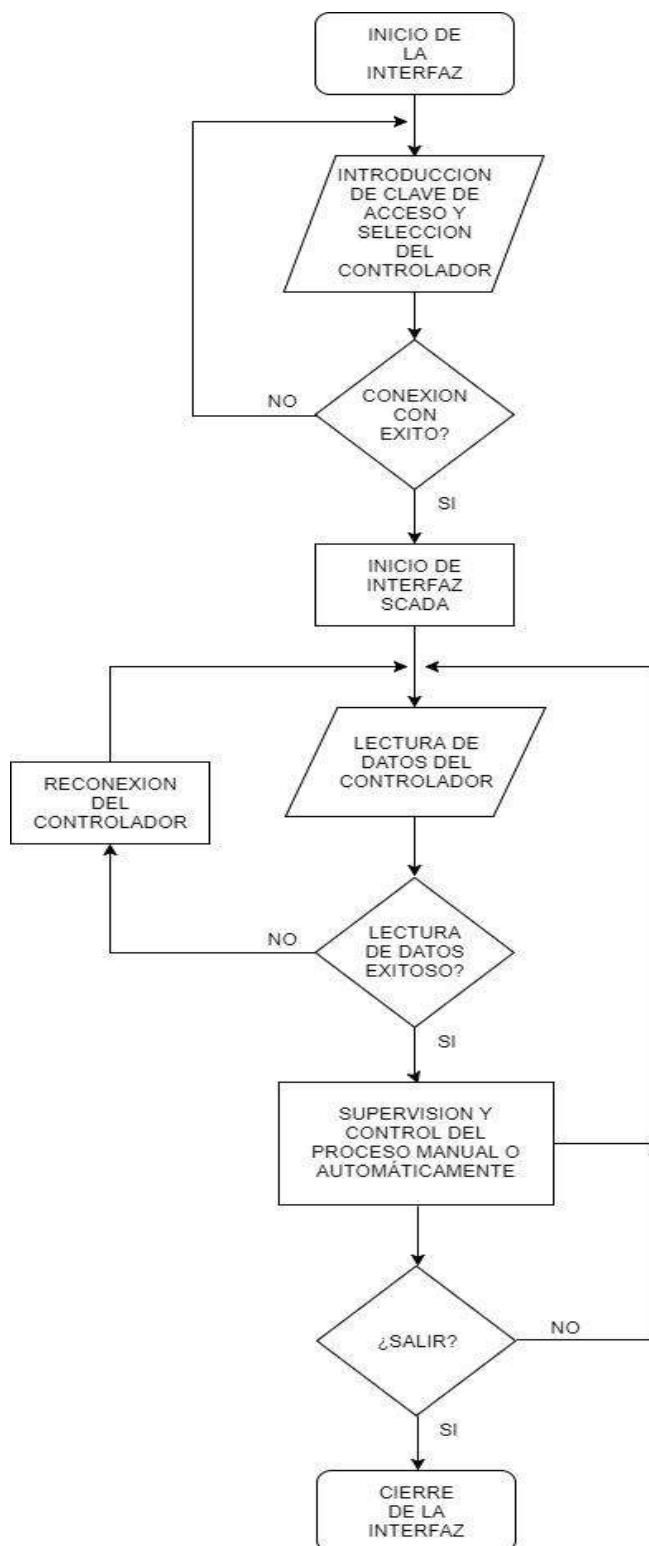 INICIO DE
LA
INTERFAZ
INTRODUCCION
DE CLAVE DE
ACCESO Y
SELECCION
DEL
CONTROLADOR
NO
CONEXION
CON
EXITO?
SI
INICIO DE
INTERFAZ
SCADA
LECTURA DE
DATOS DEL
CONTROLADOR
RECONEXION
DEL
CONTROLADOR
NO
LECTURA
DE DATOS
EXITOSO?
SI
SUPERVISION Y
CONTROL DEL
PROCESO MANUAL O
AUTOMÁTICAMENTE
¿SALIR?
NO
SI
CIERRE
DE LA
INTERFAZ